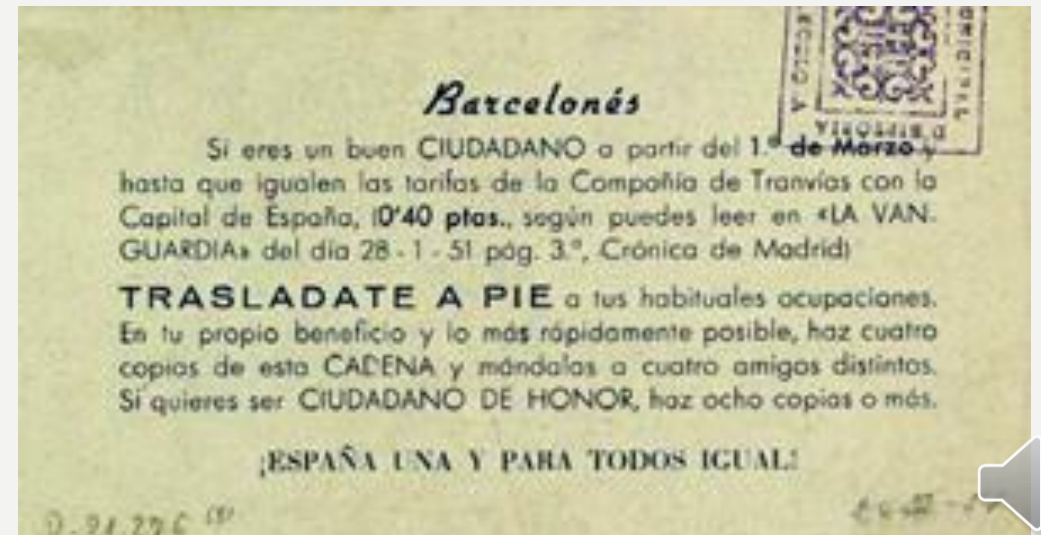 Barcelonés
Si eres un buen CIUDADANO a partir del 1.º de Marzo y
hasta que igualen las tarifas de la Compañía de Tranvías con la
Capital de España, (0'40 ptas., según puedes leer en «LA VAN-
GUARDIA» del día 28 - 1 - 51 pág. 3.ª, Crónica de Madrid)
TRASLADATE A PIE a tus habituales ocupaciones.
En tu propio beneficio y lo más rápidamente posible, haz cuatro
copias de esta CADENA y mándalas a cuatro amigos distintos.
Si quieres ser CIUDADANO DE HONOR, haz ocho copias o más.
¡ESPAÑA UNA Y PARA TODOS IGUAL!